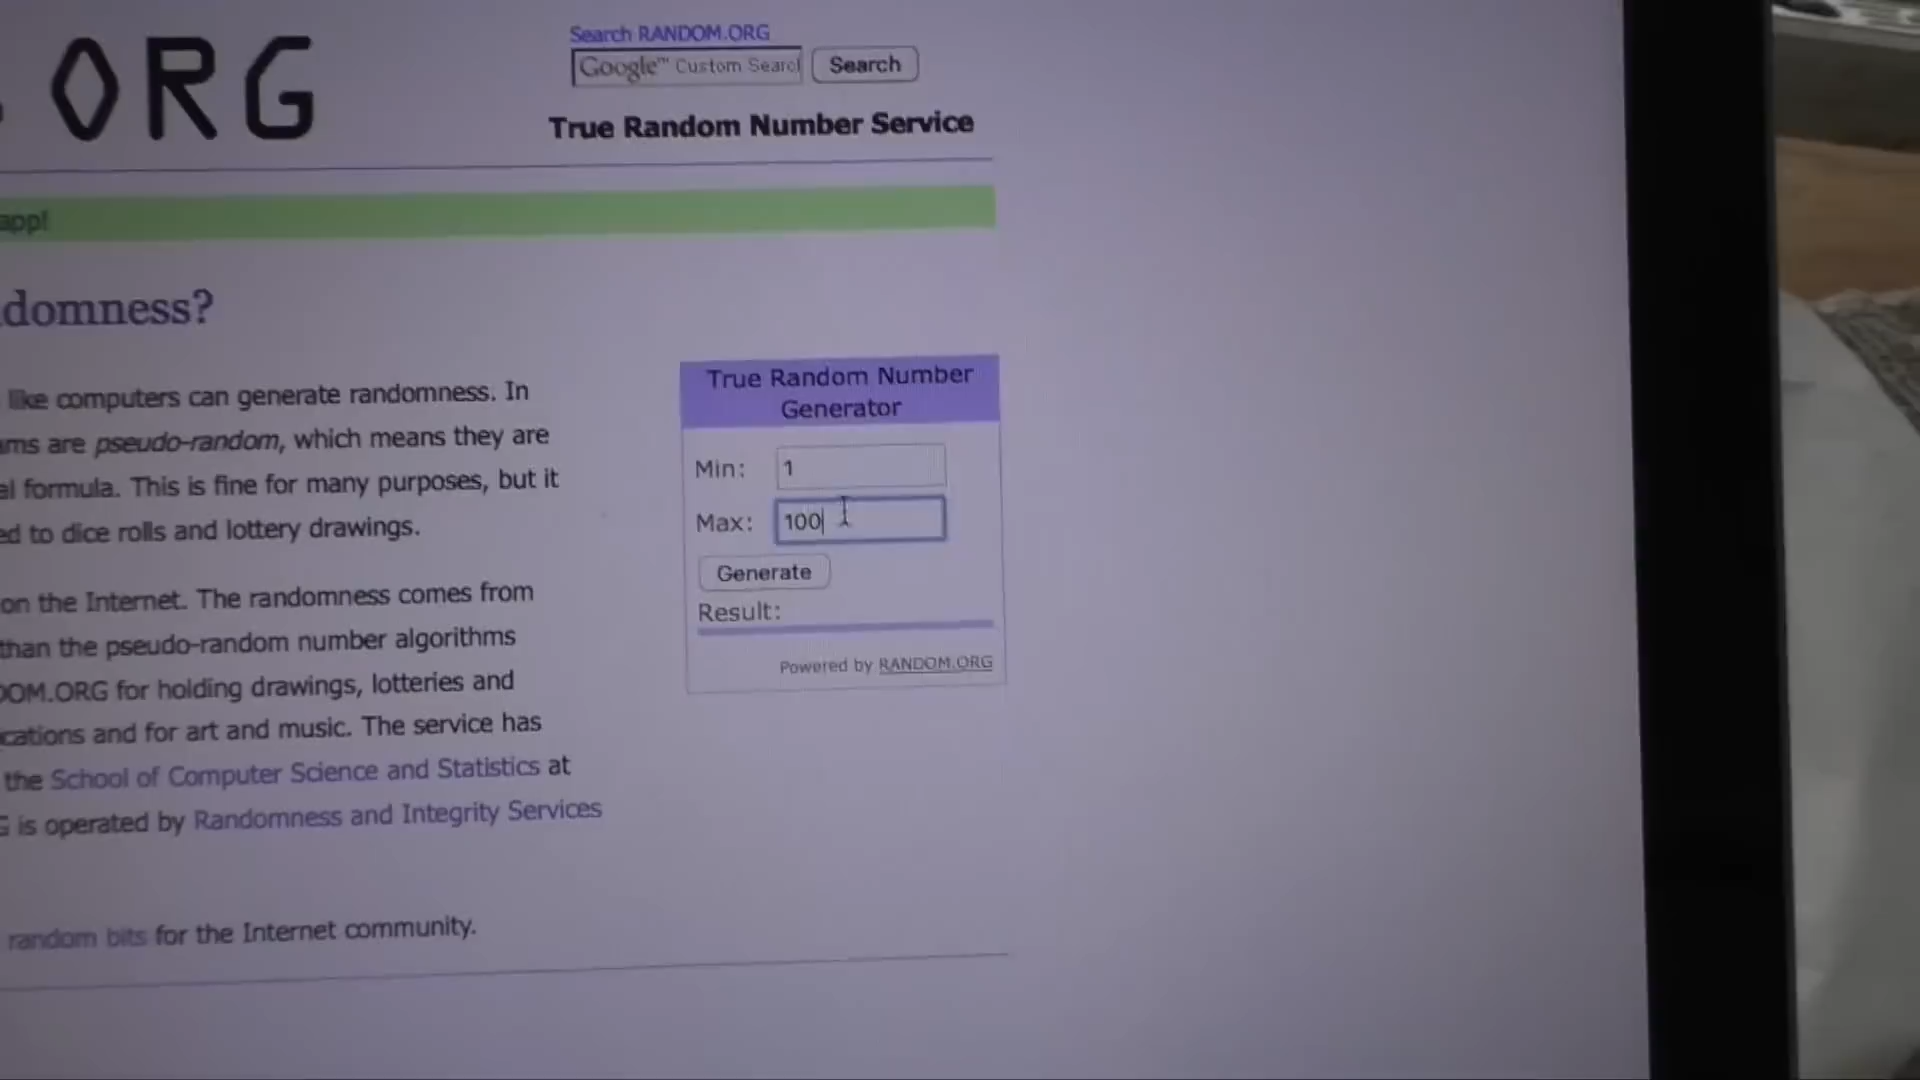 ORG
Search RANDOM.ORG
Google™ Custom Search
Search
True Random Number Service
app!
domness?
like computers can generate randomness. In
ms are pseudo-random, which means they are
al formula. This is fine for many purposes, but it
ed to dice rolls and lottery drawings.
on the Internet. The randomness comes from
than the pseudo-random number algorithms
OM.ORG for holding drawings, lotteries and
cations and for art and music. The service has
the School of Computer Science and Statistics at
G is operated by Randomness and Integrity Services
random bits for the Internet community.
True Random Number
Generator
Min: 1
Max: 100
Generate
Result:
Powered by RANDOM.ORG